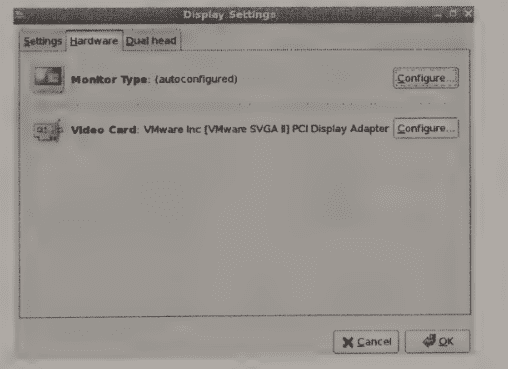 Display Settings
Settings Hardware Dual head
Monitor Type: (autoconfigured) Configure...
Video Card: VMware Inc [VMware SVGA II] PCI Display Adapter Configure...
Cancel OK